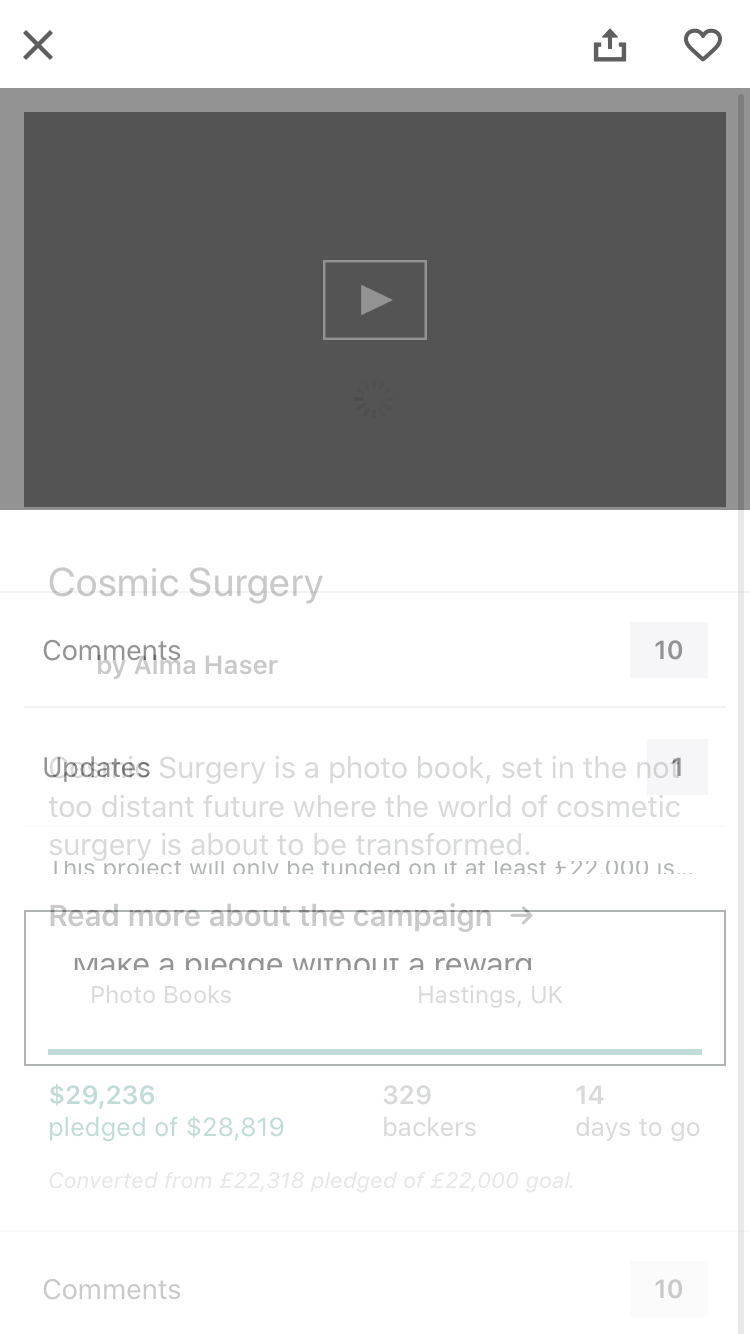 Cosmic Surgery
Comments
10
by Alma Haser
Updates
1
Cosmic Surgery is a photo book, set in the not
too distant future where the world of cosmetic
surgery is about to be transformed.
This project will only be funded on if at least £22,000 is...
Read more about the campaign →
Make a pledge without a reward
Photo Books
Hastings, UK
$29,236
pledged of $28,819
329
backers
14
days to go
Converted from £22,318 pledged of £22,000 goal.
Comments
10